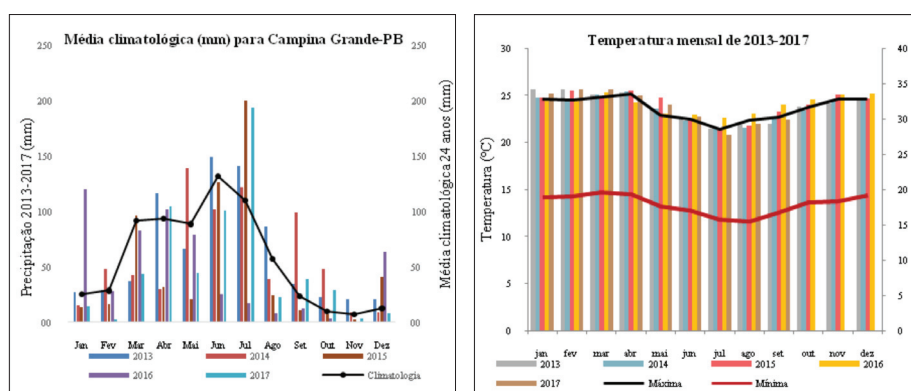 Média climatológica (mm) para Campina Grande-PB
250
200
150
100
50
00
Precipitação 2013-2017 (mm)
250
200
150
100
50
00
Média climatológica 24 anos (mm)
Jan Fev Mar Abr Mai Jun Jul Ago Set Out Nov Dez
2013 2014 2015
2016 2017 Climatologia
Temperatura mensal de 2013-2017
30
25
20
15
10
5
0
Temperatura (°C)
40
35
30
25
20
15
10
5
0
jan fev mar abr mai jun jul ago set out nov dez
2013 2014 2015 2016
2017 Máxima Mínima